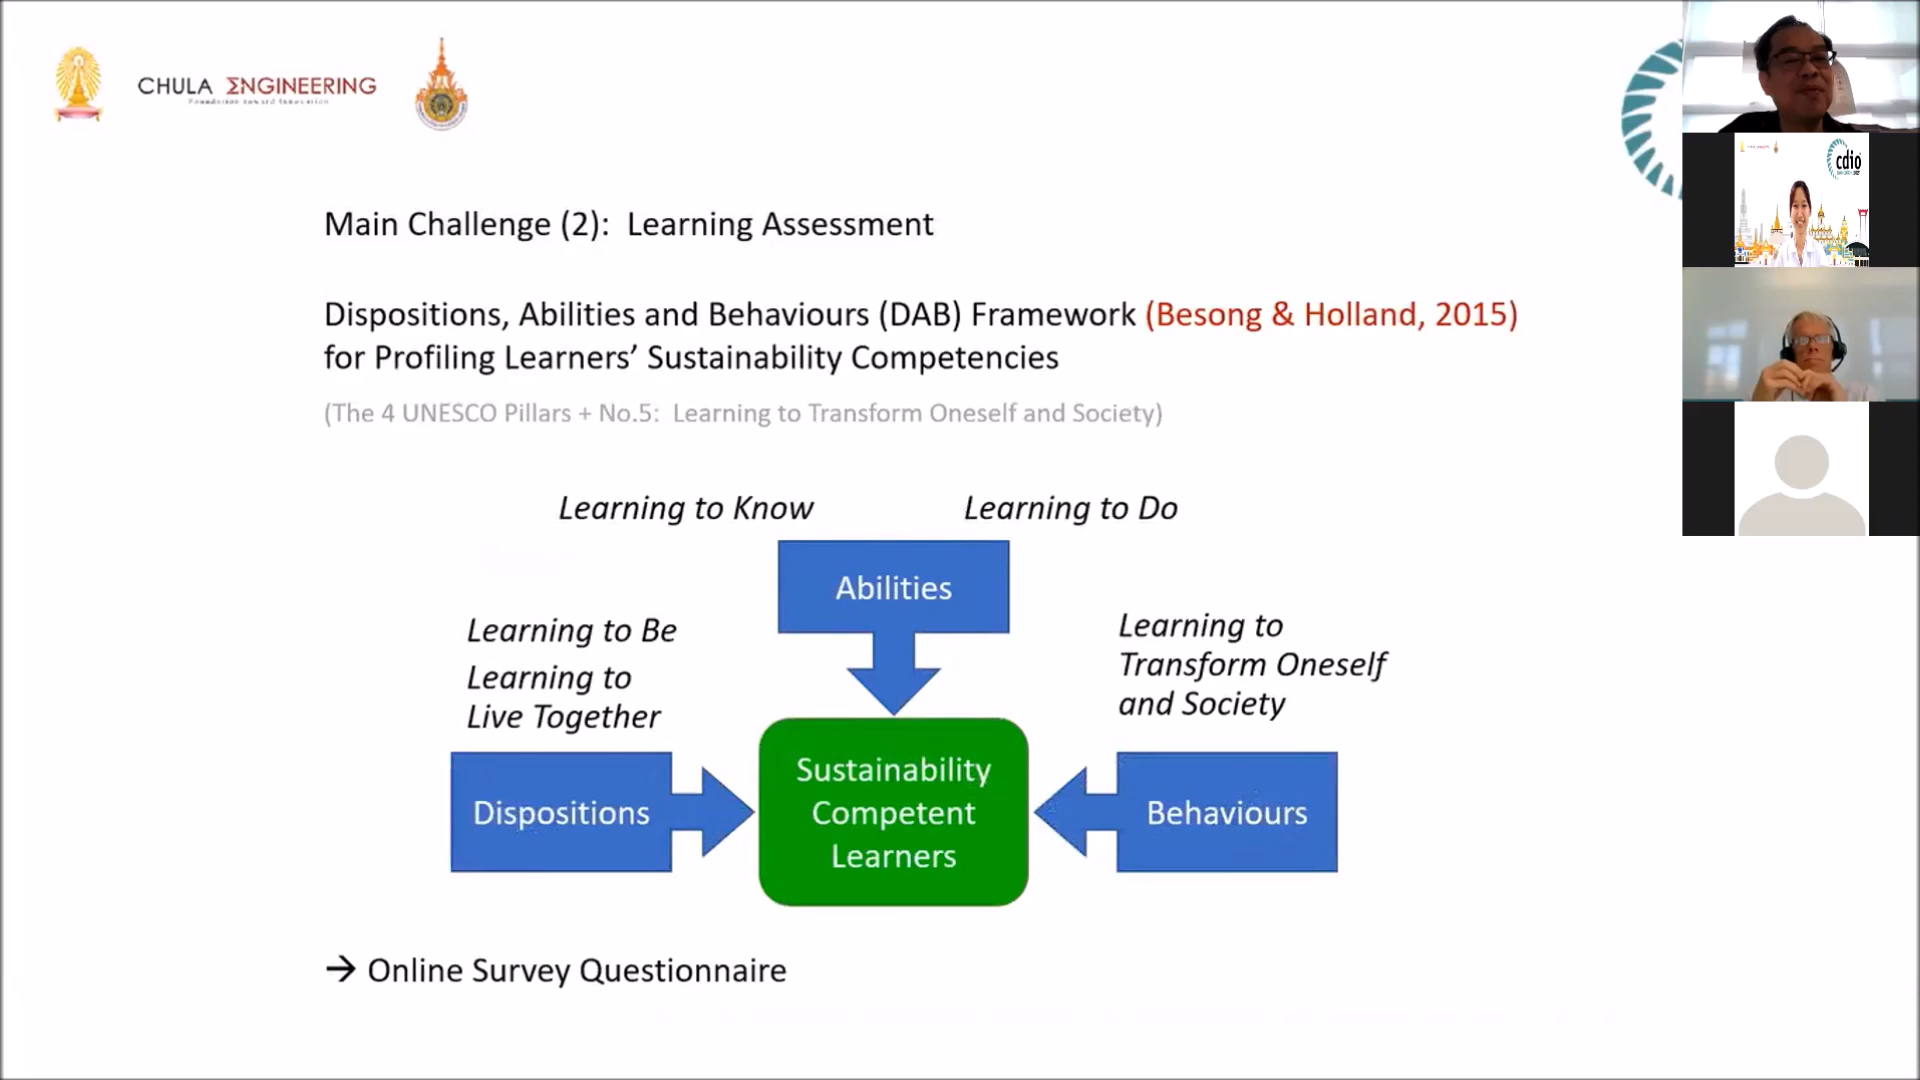 CHULA ΣNGINEERING
Foundation toward Innovation
cdio
Main Challenge (2):  Learning Assessment
Dispositions, Abilities and Behaviours (DAB) Framework (Besong & Holland, 2015)
for Profiling Learners’ Sustainability Competencies
(The 4 UNESCO Pillars + No.5:  Learning to Transform Oneself and Society)
Learning to Know
Learning to Do
Abilities
Learning to Be
Learning to
Live Together
Learning to
Transform Oneself
and Society
Dispositions
Sustainability
Competent
Learners
Behaviours
→ Online Survey Questionnaire